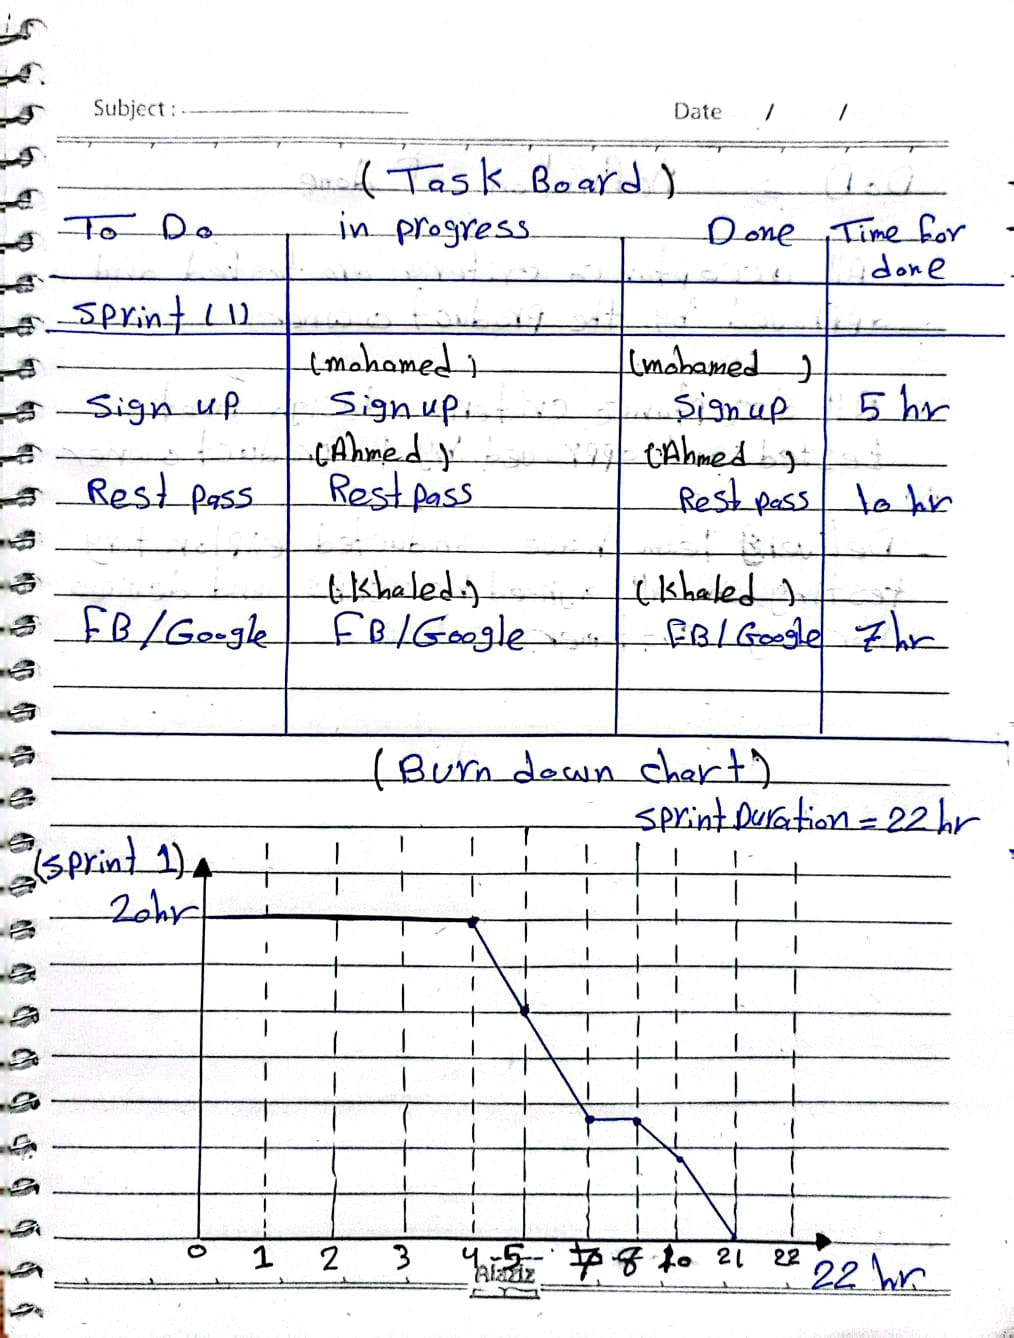 Subject :
Date / /
( Task Board )
To Do in progress Done Time for
done
Sprint (1)
(mohamed) (mohamed )
Sign up Sign up. Sign up 5 hr
(Ahmed) (Ahmed )
Rest pass Rest pass Rest pass 10 hr
(Khaled.) (Khaled )
FB/Google FB/Google FB/Google 7 hr
(Burn down chart)
Sprint Duration = 22 hr
(sprint 1)
20hr
0 1 2 3 4 5 7 8 10 21 22
22 hr
Alaziz